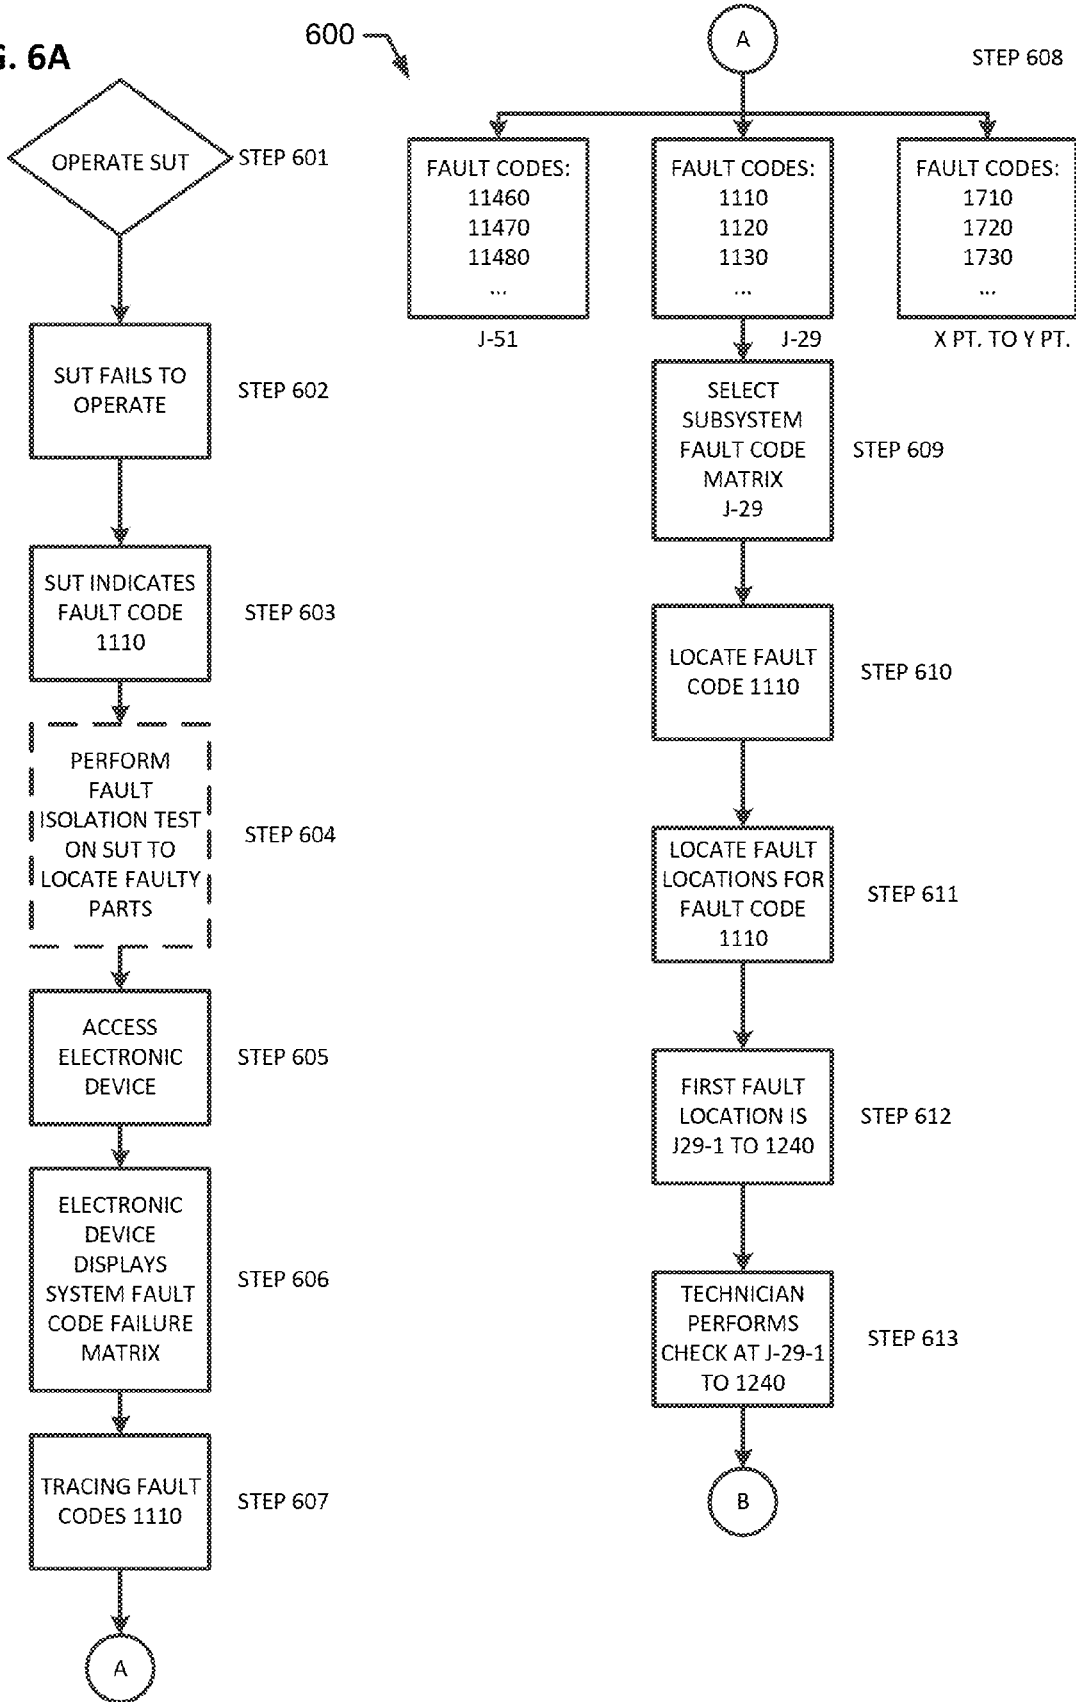 G. 6A
600
OPERATE SUT
STEP 601
SUT FAILS TO
OPERATE
STEP 602
SUT INDICATES
FAULT CODE
1110
STEP 603
PERFORM
FAULT
ISOLATION TEST
ON SUT TO
LOCATE FAULTY
PARTS
STEP 604
ACCESS
ELECTRONIC
DEVICE
STEP 605
ELECTRONIC
DEVICE
DISPLAYS
SYSTEM FAULT
CODE FAILURE
MATRIX
STEP 606
TRACING FAULT
CODES 1110
STEP 607
A
A
STEP 608
FAULT CODES:
11460
11470
11480
...
J-51
FAULT CODES:
1110
1120
1130
...
J-29
FAULT CODES:
1710
1720
1730
...
X PT. TO Y PT.
SELECT
SUBSYSTEM
FAULT CODE
MATRIX
J-29
STEP 609
LOCATE FAULT
CODE 1110
STEP 610
LOCATE FAULT
LOCATIONS FOR
FAULT CODE
1110
STEP 611
FIRST FAULT
LOCATION IS
J29-1 TO 1240
STEP 612
TECHNICIAN
PERFORMS
CHECK AT J-29-1
TO 1240
STEP 613
B